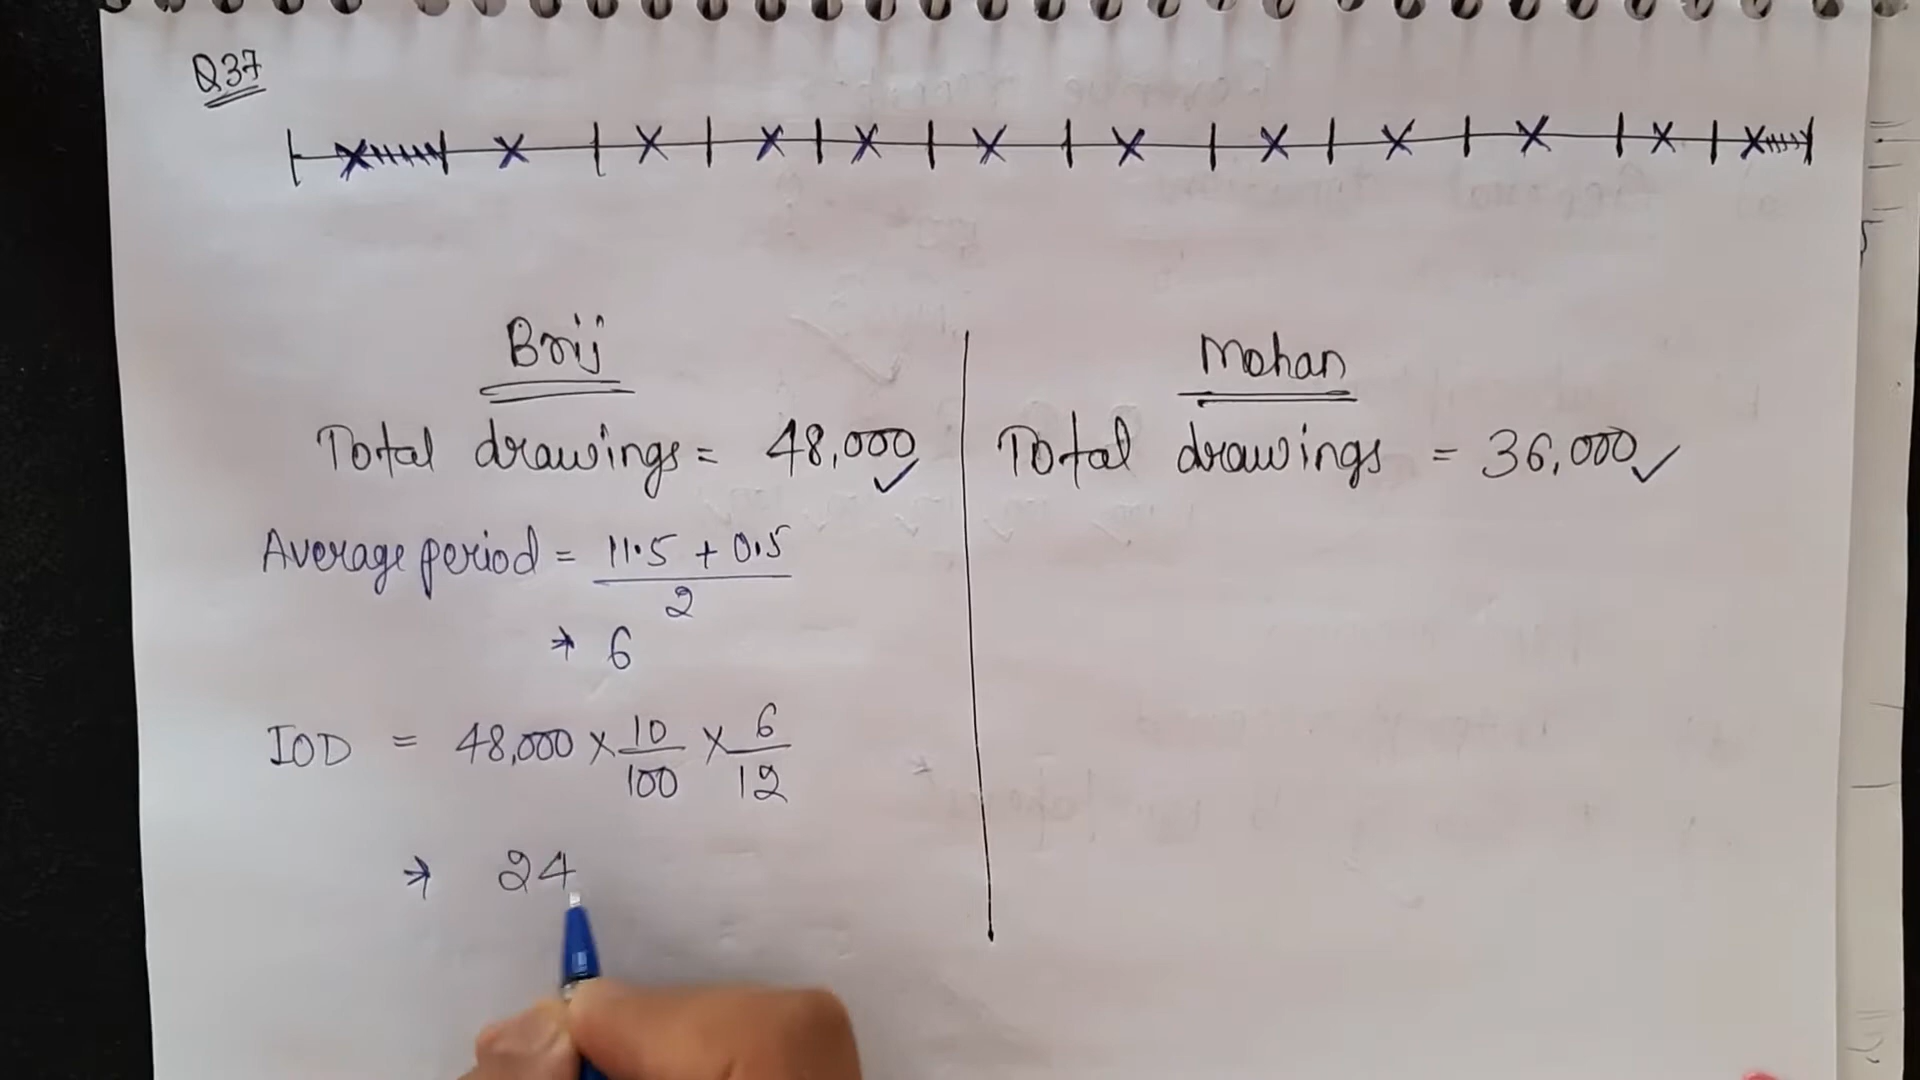 Q37
Brij
Total drawings = 48,000
Average period = 11.5 + 0.5
2
→ 6
IOD = 48,000 × 10/100 × 6/12
→ 24
Mohan
Total drawings = 36,000